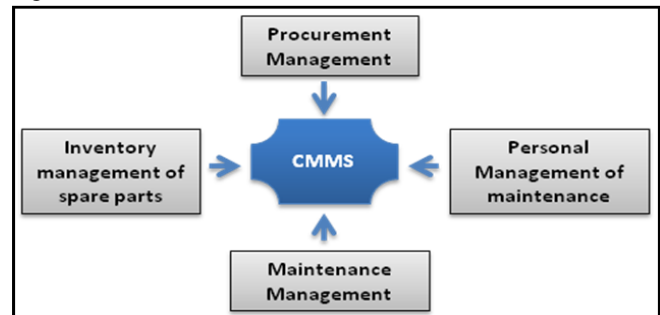 Procurement
Management
Inventory
management of
spare parts
CMMS
Personal
Management of
maintenance
Maintenance
Management